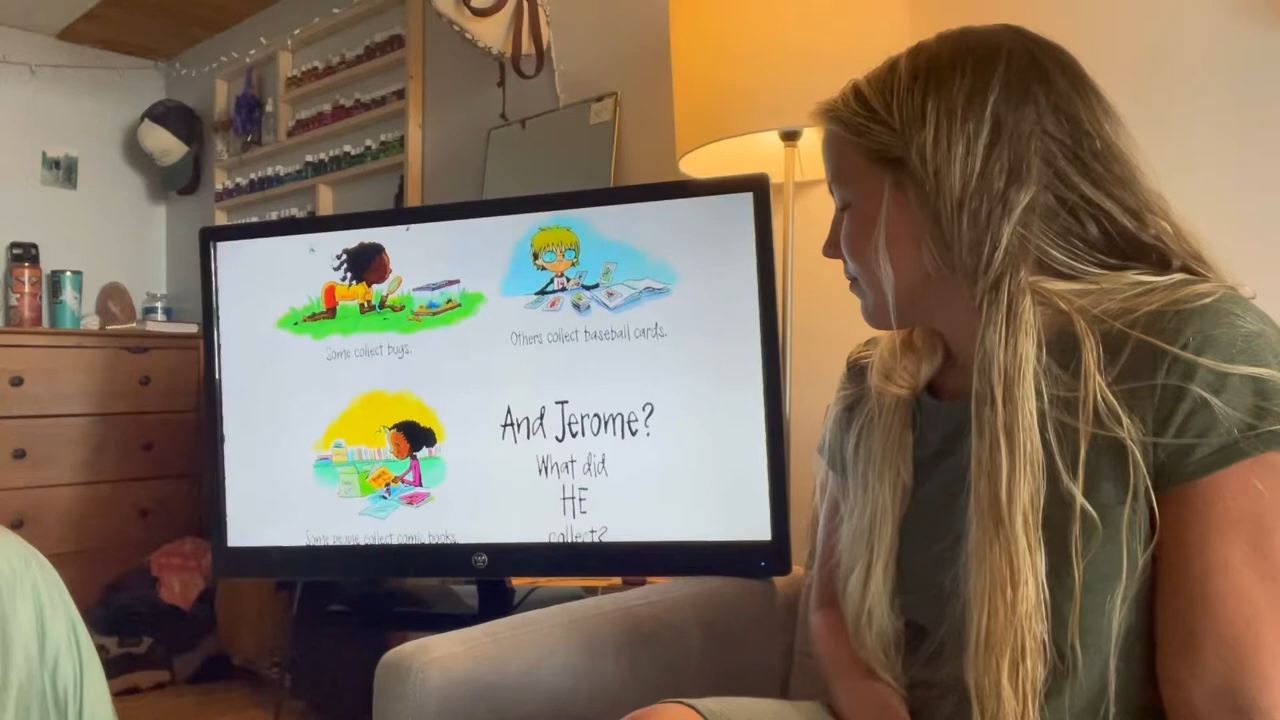 Some collect bugs.
Others collect baseball cards.
Some people collect comic books.
And Jerome?
What did
HE
collect?